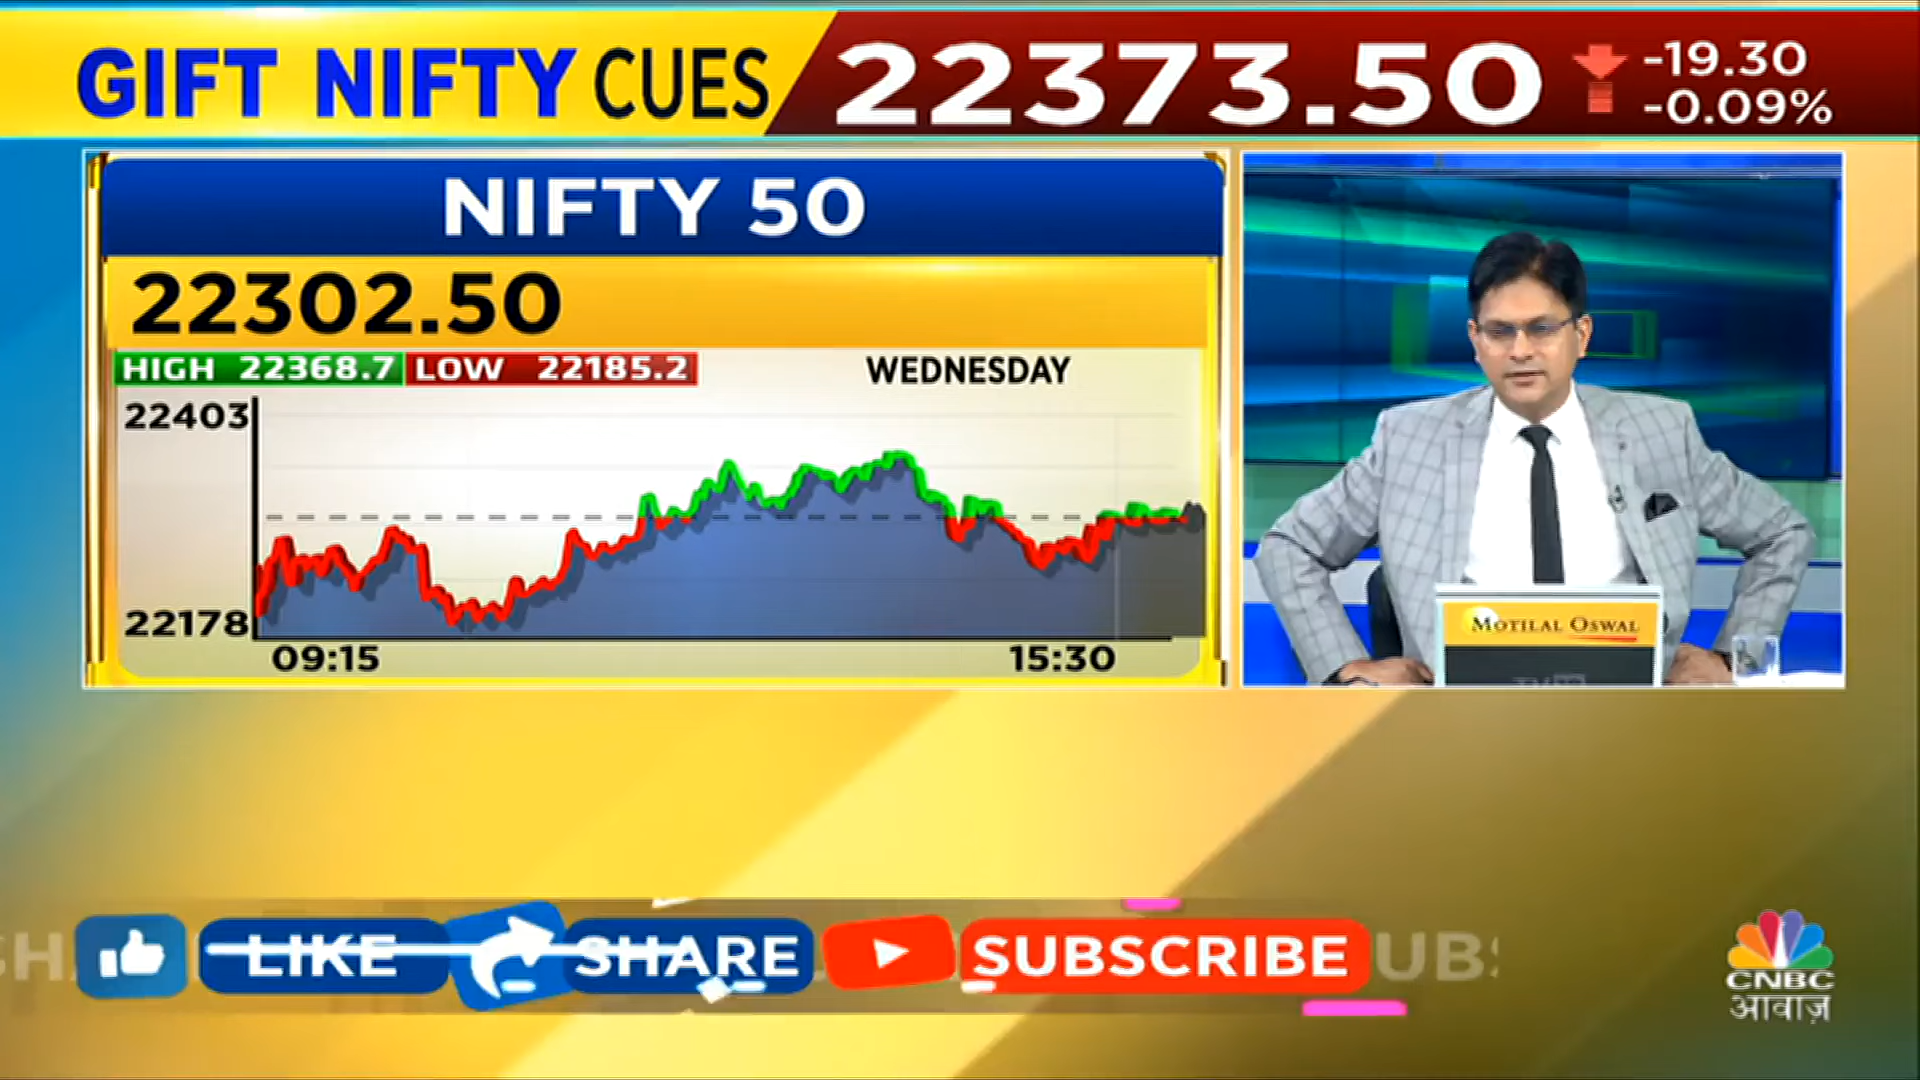 GIFT NIFTY CUES
22373.50
-19.30
-0.09%
NIFTY 50
22302.50
HIGH 22368.7 LOW 22185.2
WEDNESDAY
22403
22178
09:15 15:30
MOTILAL OSWAL
LIKE SHARE SUBSCRIBE
CNBC
आवाज़